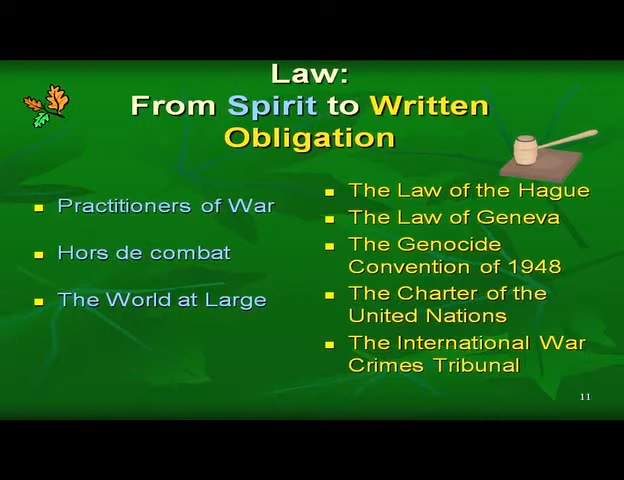 Law:
From Spirit to Written
Obligation
Practitioners of War
Hors de combat
The World at Large
The Law of the Hague
The Law of Geneva
The Genocide
Convention of 1948
The Charter of the
United Nations
The International War
Crimes Tribunal
11